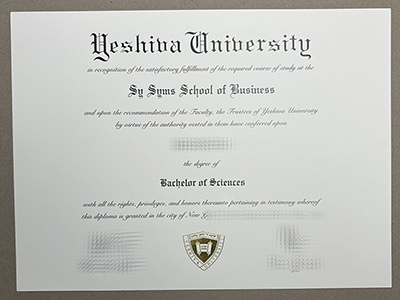 Yeshiva University
in recognition of the satisfactory fulfillment of the required course of study at the
Sy Syms School of Business
and upon the recommendation of the Faculty, the Trustees of Yeshiva University
by virtue of the authority vested in them have conferred upon
the degree of
Bachelor of Sciences
with all the rights, privileges, and honors thereunto pertaining in testimony whereof
this diploma is granted in the city of New